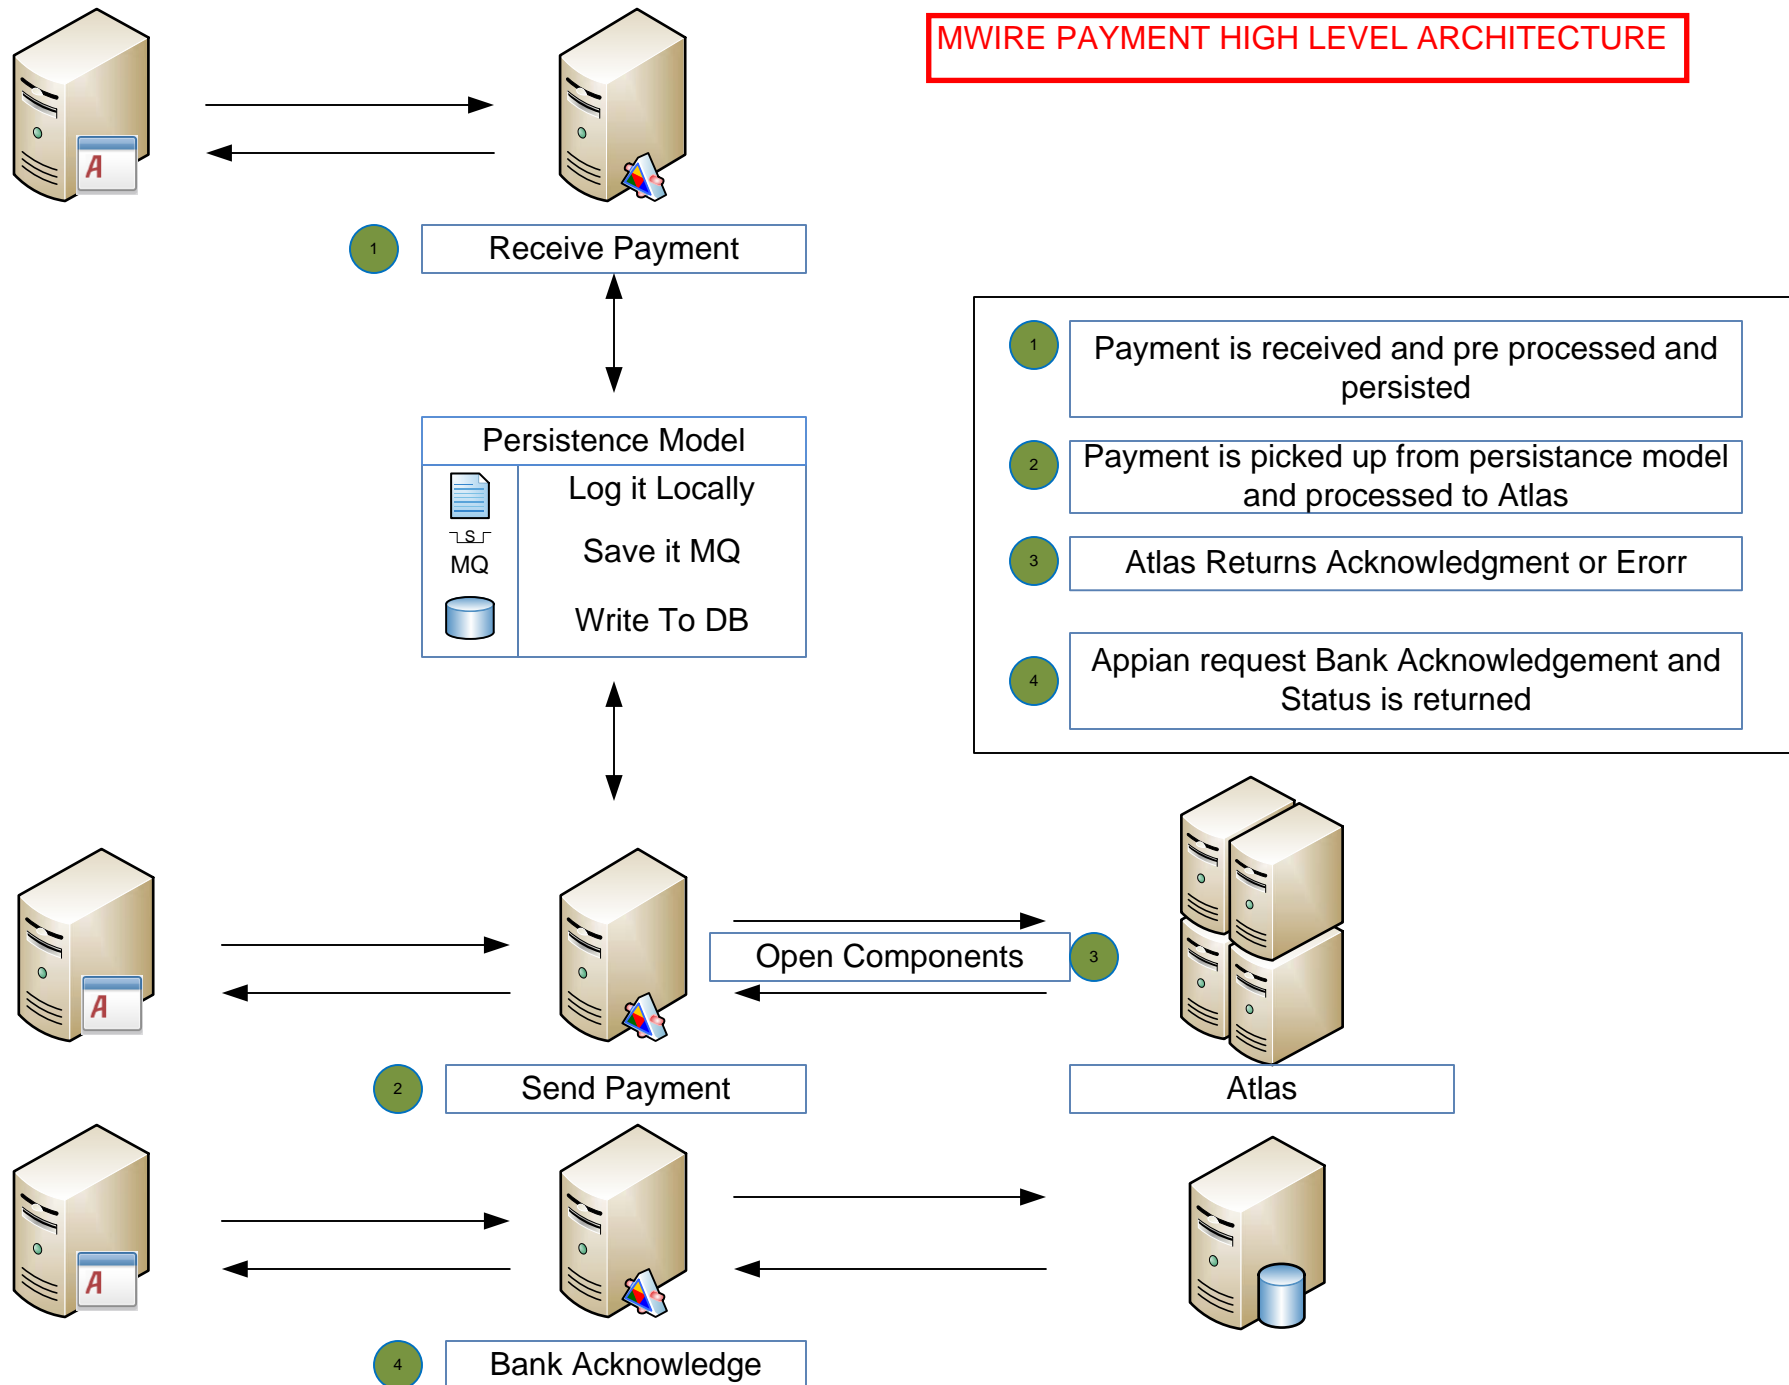 MWIRE PAYMENT HIGH LEVEL ARCHITECTURE
A
1
Receive Payment
1
Payment is received and pre processed and
persisted
2
Payment is picked up from persistance model
and processed to Atlas
3
Atlas Returns Acknowledgment or Erorr
4
Appian request Bank Acknowledgement and
Status is returned
Persistence Model
Log it Locally
S
MQ
Save it MQ
Write To DB
A
Open Components
3
2
Send Payment
Atlas
A
4
Bank Acknowledge